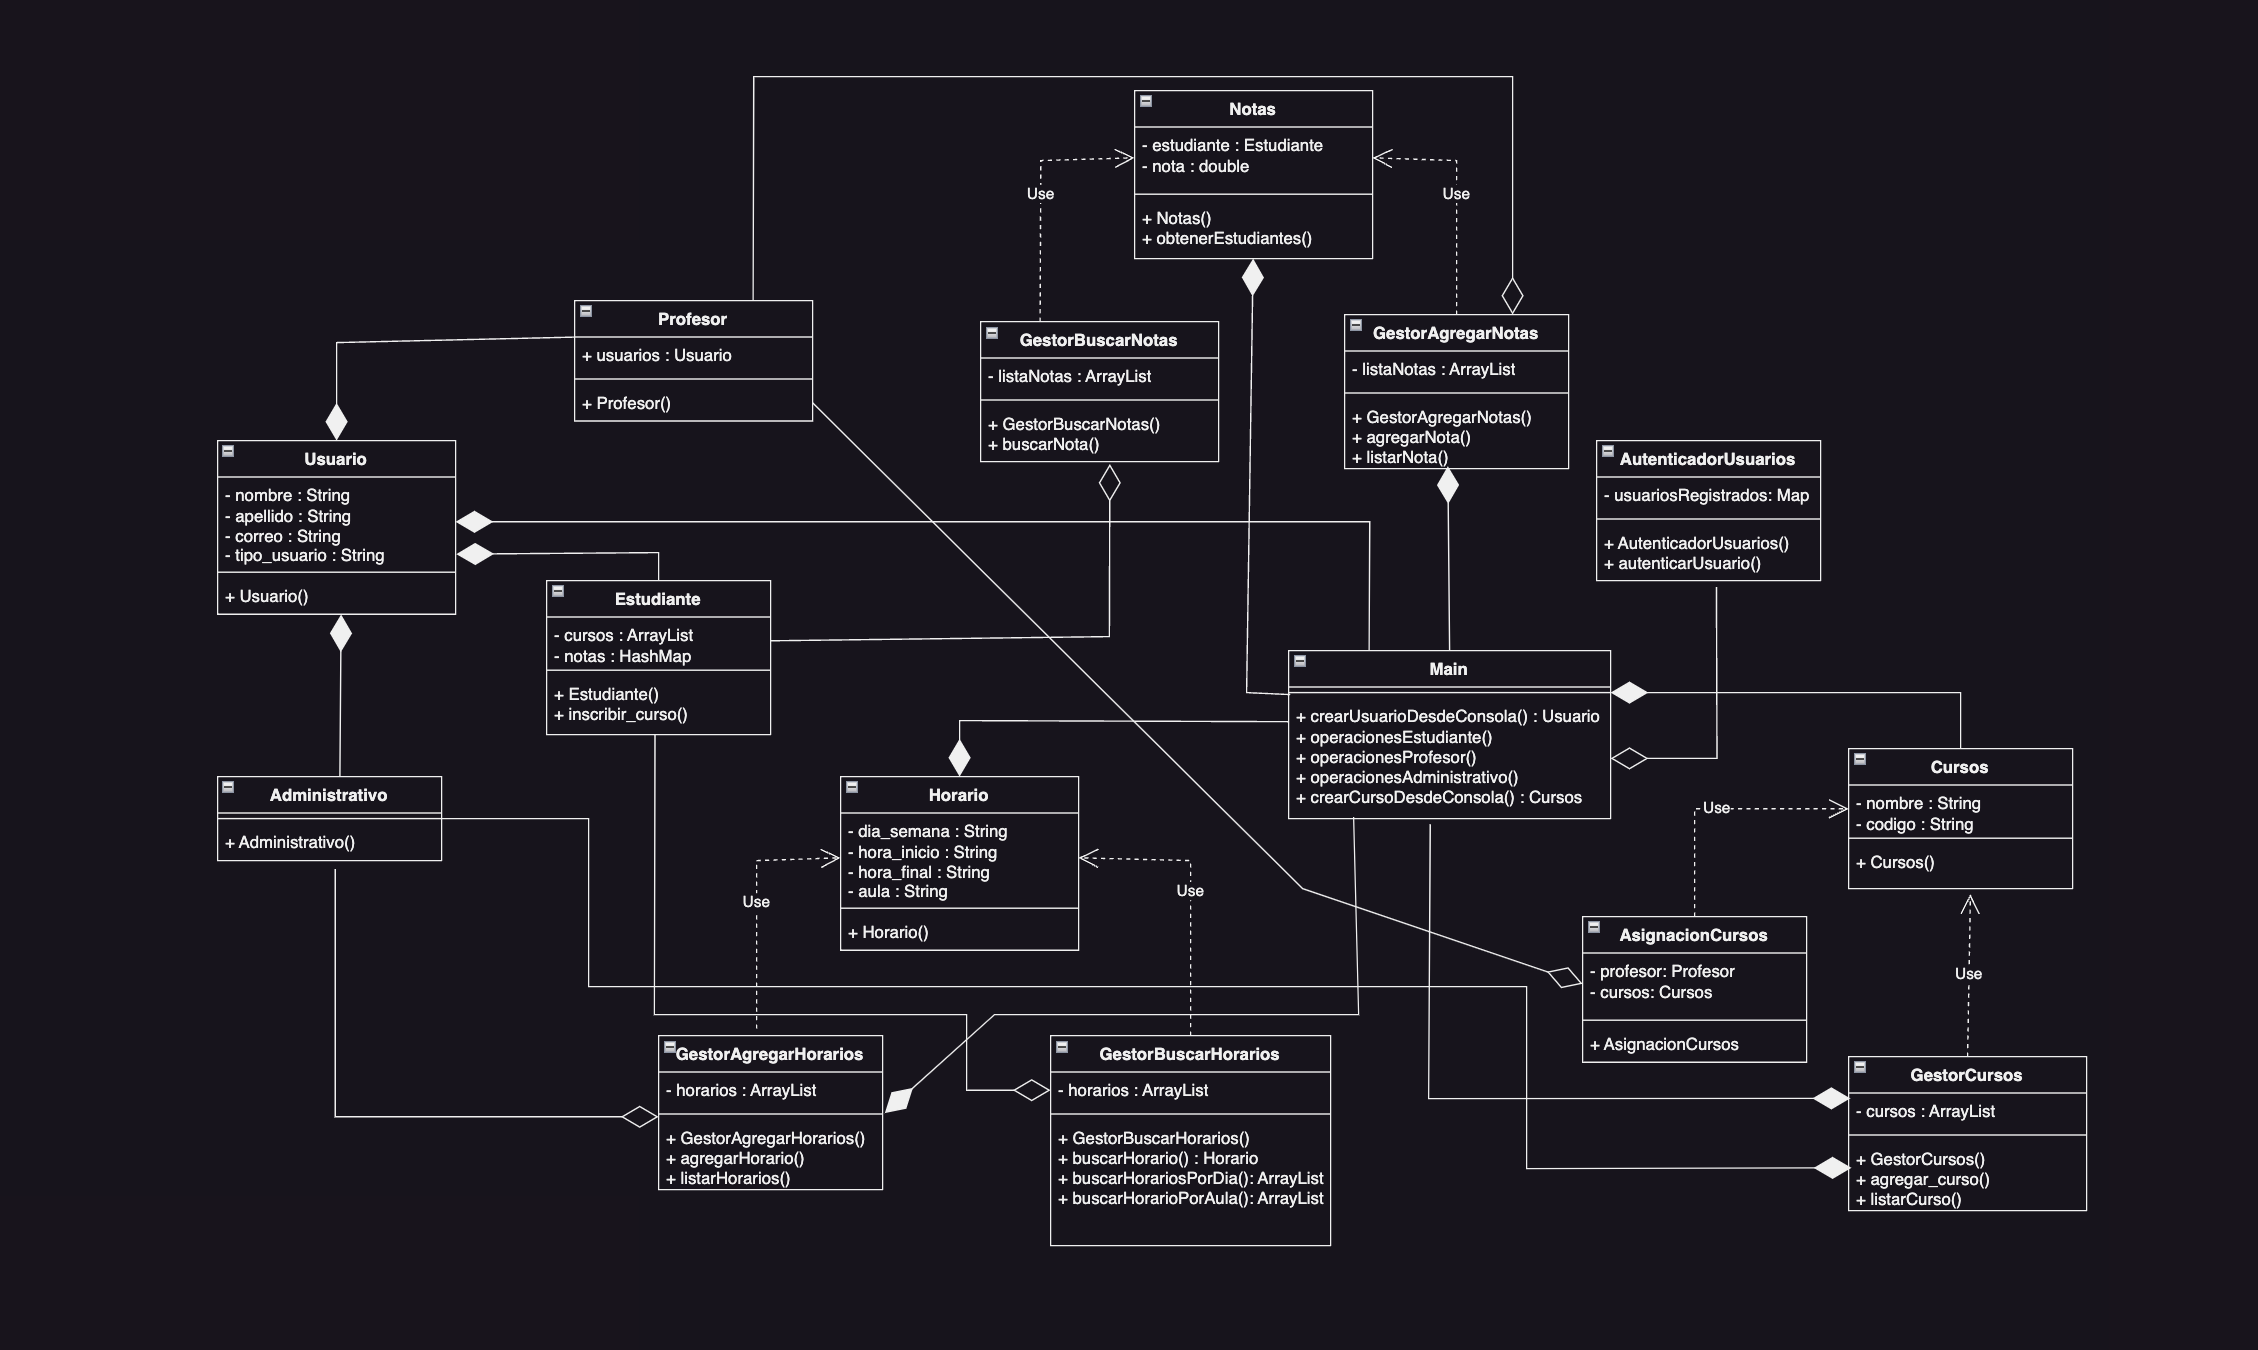 Notas
- estudiante : Estudiante
- nota : double
+ Notas()
+ obtenerEstudiantes()
Use
Use
Profesor
+ usuarios : Usuario
+ Profesor()
GestorBuscarNotas
- listaNotas : ArrayList
+ GestorBuscarNotas()
+ buscarNota()
GestorAgregarNotas
- listaNotas : ArrayList
+ GestorAgregarNotas()
+ agregarNota()
+ listarNota()
Usuario
- nombre : String
- apellido : String
- correo : String
- tipo_usuario : String
+ Usuario()
AutenticadorUsuarios
- usuariosRegistrados: Map
+ AutenticadorUsuarios()
+ autenticarUsuario()
Estudiante
- cursos : ArrayList
- notas : HashMap
+ Estudiante()
+ inscribir_curso()
Main
+ crearUsuarioDesdeConsola() : Usuario
+ operacionesEstudiante()
+ operacionesProfesor()
+ operacionesAdministrativo()
+ crearCursoDesdeConsola() : Cursos
Administrativo
+ Administrativo()
Horario
- dia_semana : String
- hora_inicio : String
- hora_final : String
- aula : String
+ Horario()
Use
Use
Cursos
- nombre : String
- codigo : String
+ Cursos()
Use
AsignacionCursos
- profesor: Profesor
- cursos: Cursos
+ AsignacionCursos
Use
GestorAgregarHorarios
- horarios : ArrayList
+ GestorAgregarHorarios()
+ agregarHorario()
+ listarHorarios()
GestorBuscarHorarios
- horarios : ArrayList
+ GestorBuscarHorarios()
+ buscarHorario() : Horario
+ buscarHorariosPorDia(): ArrayList
+ buscarHorarioPorAula(): ArrayList
GestorCursos
- cursos : ArrayList
+ GestorCursos()
+ agregar_curso()
+ listarCurso()